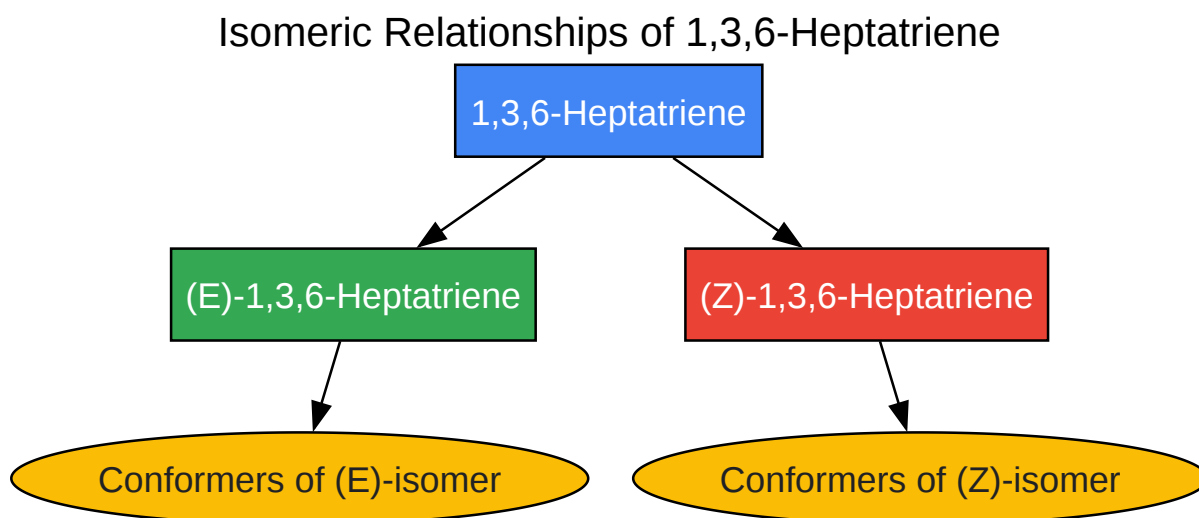 Isomeric Relationships of 1,3,6-Heptatriene
1,3,6-Heptatriene
(E)-1,3,6-Heptatriene
(Z)-1,3,6-Heptatriene
Conformers of (E)-isomer
Conformers of (Z)-isomer